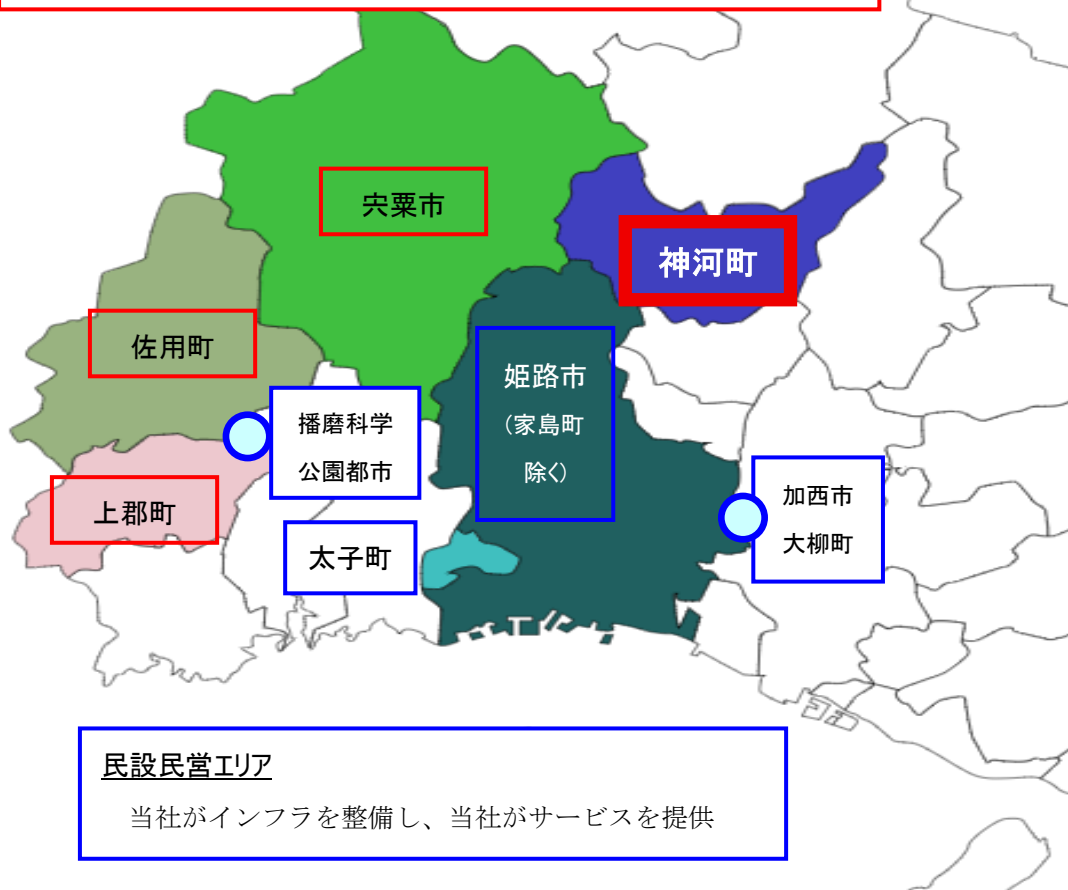 宍粟市
神河町
佐用町
姫路市
(家島町
除く)
播磨科学
公園都市
加西市
大柳町
上郡町
太子町
民設民営エリア
当社がインフラを整備し、当社がサービスを提供